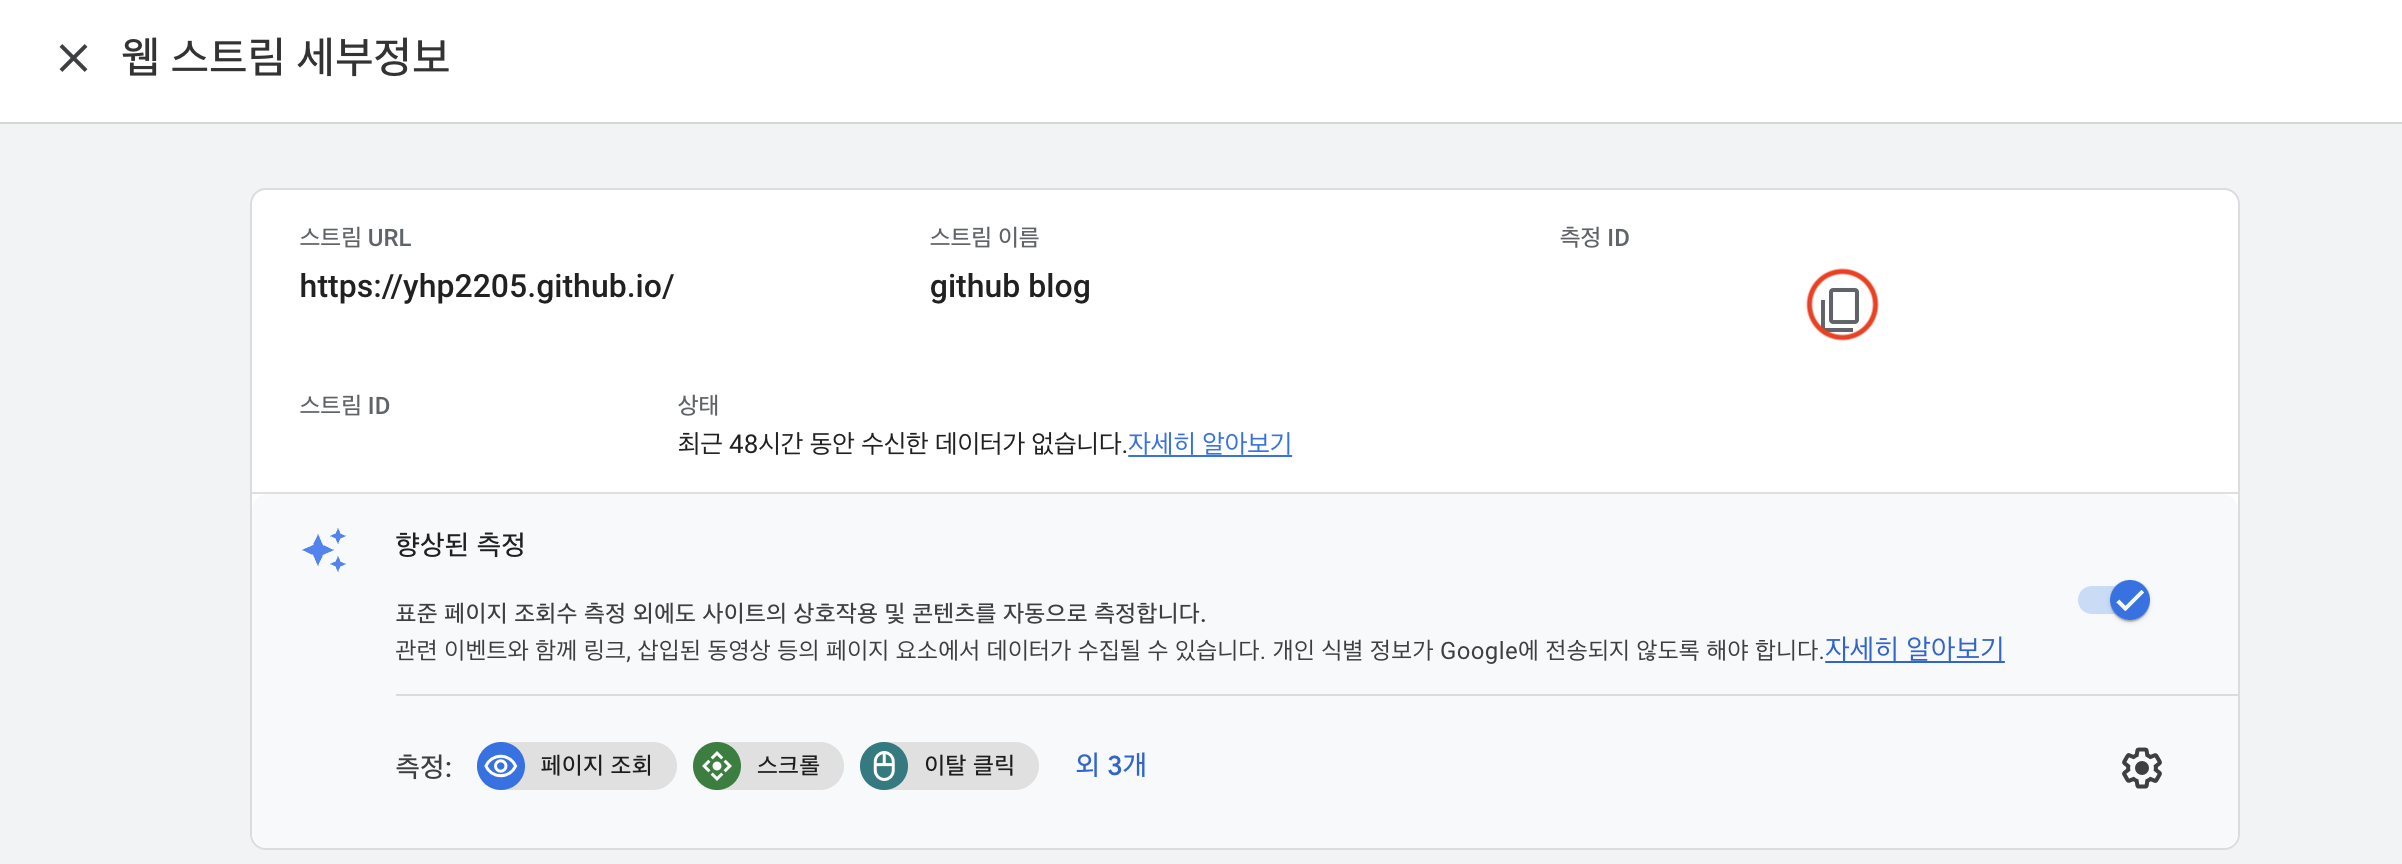 웹 스트림 세부정보
스트림 URL
https://yhp2205.github.io/
스트림 이름
github blog
측정 ID
스트림 ID
상태
최근 48시간 동안 수신한 데이터가 없습니다.자세히 알아보기
향상된 측정
표준 페이지 조회수 측정 외에도 사이트의 상호작용 및 콘텐츠를 자동으로 측정합니다.
관련 이벤트와 함께 링크, 삽입된 동영상 등의 페이지 요소에서 데이터가 수집될 수 있습니다. 개인 식별 정보가 Google에 전송되지 않도록 해야 합니다.자세히 알아보기
측정: 페이지 조회 스크롤 이탈 클릭 외 3개